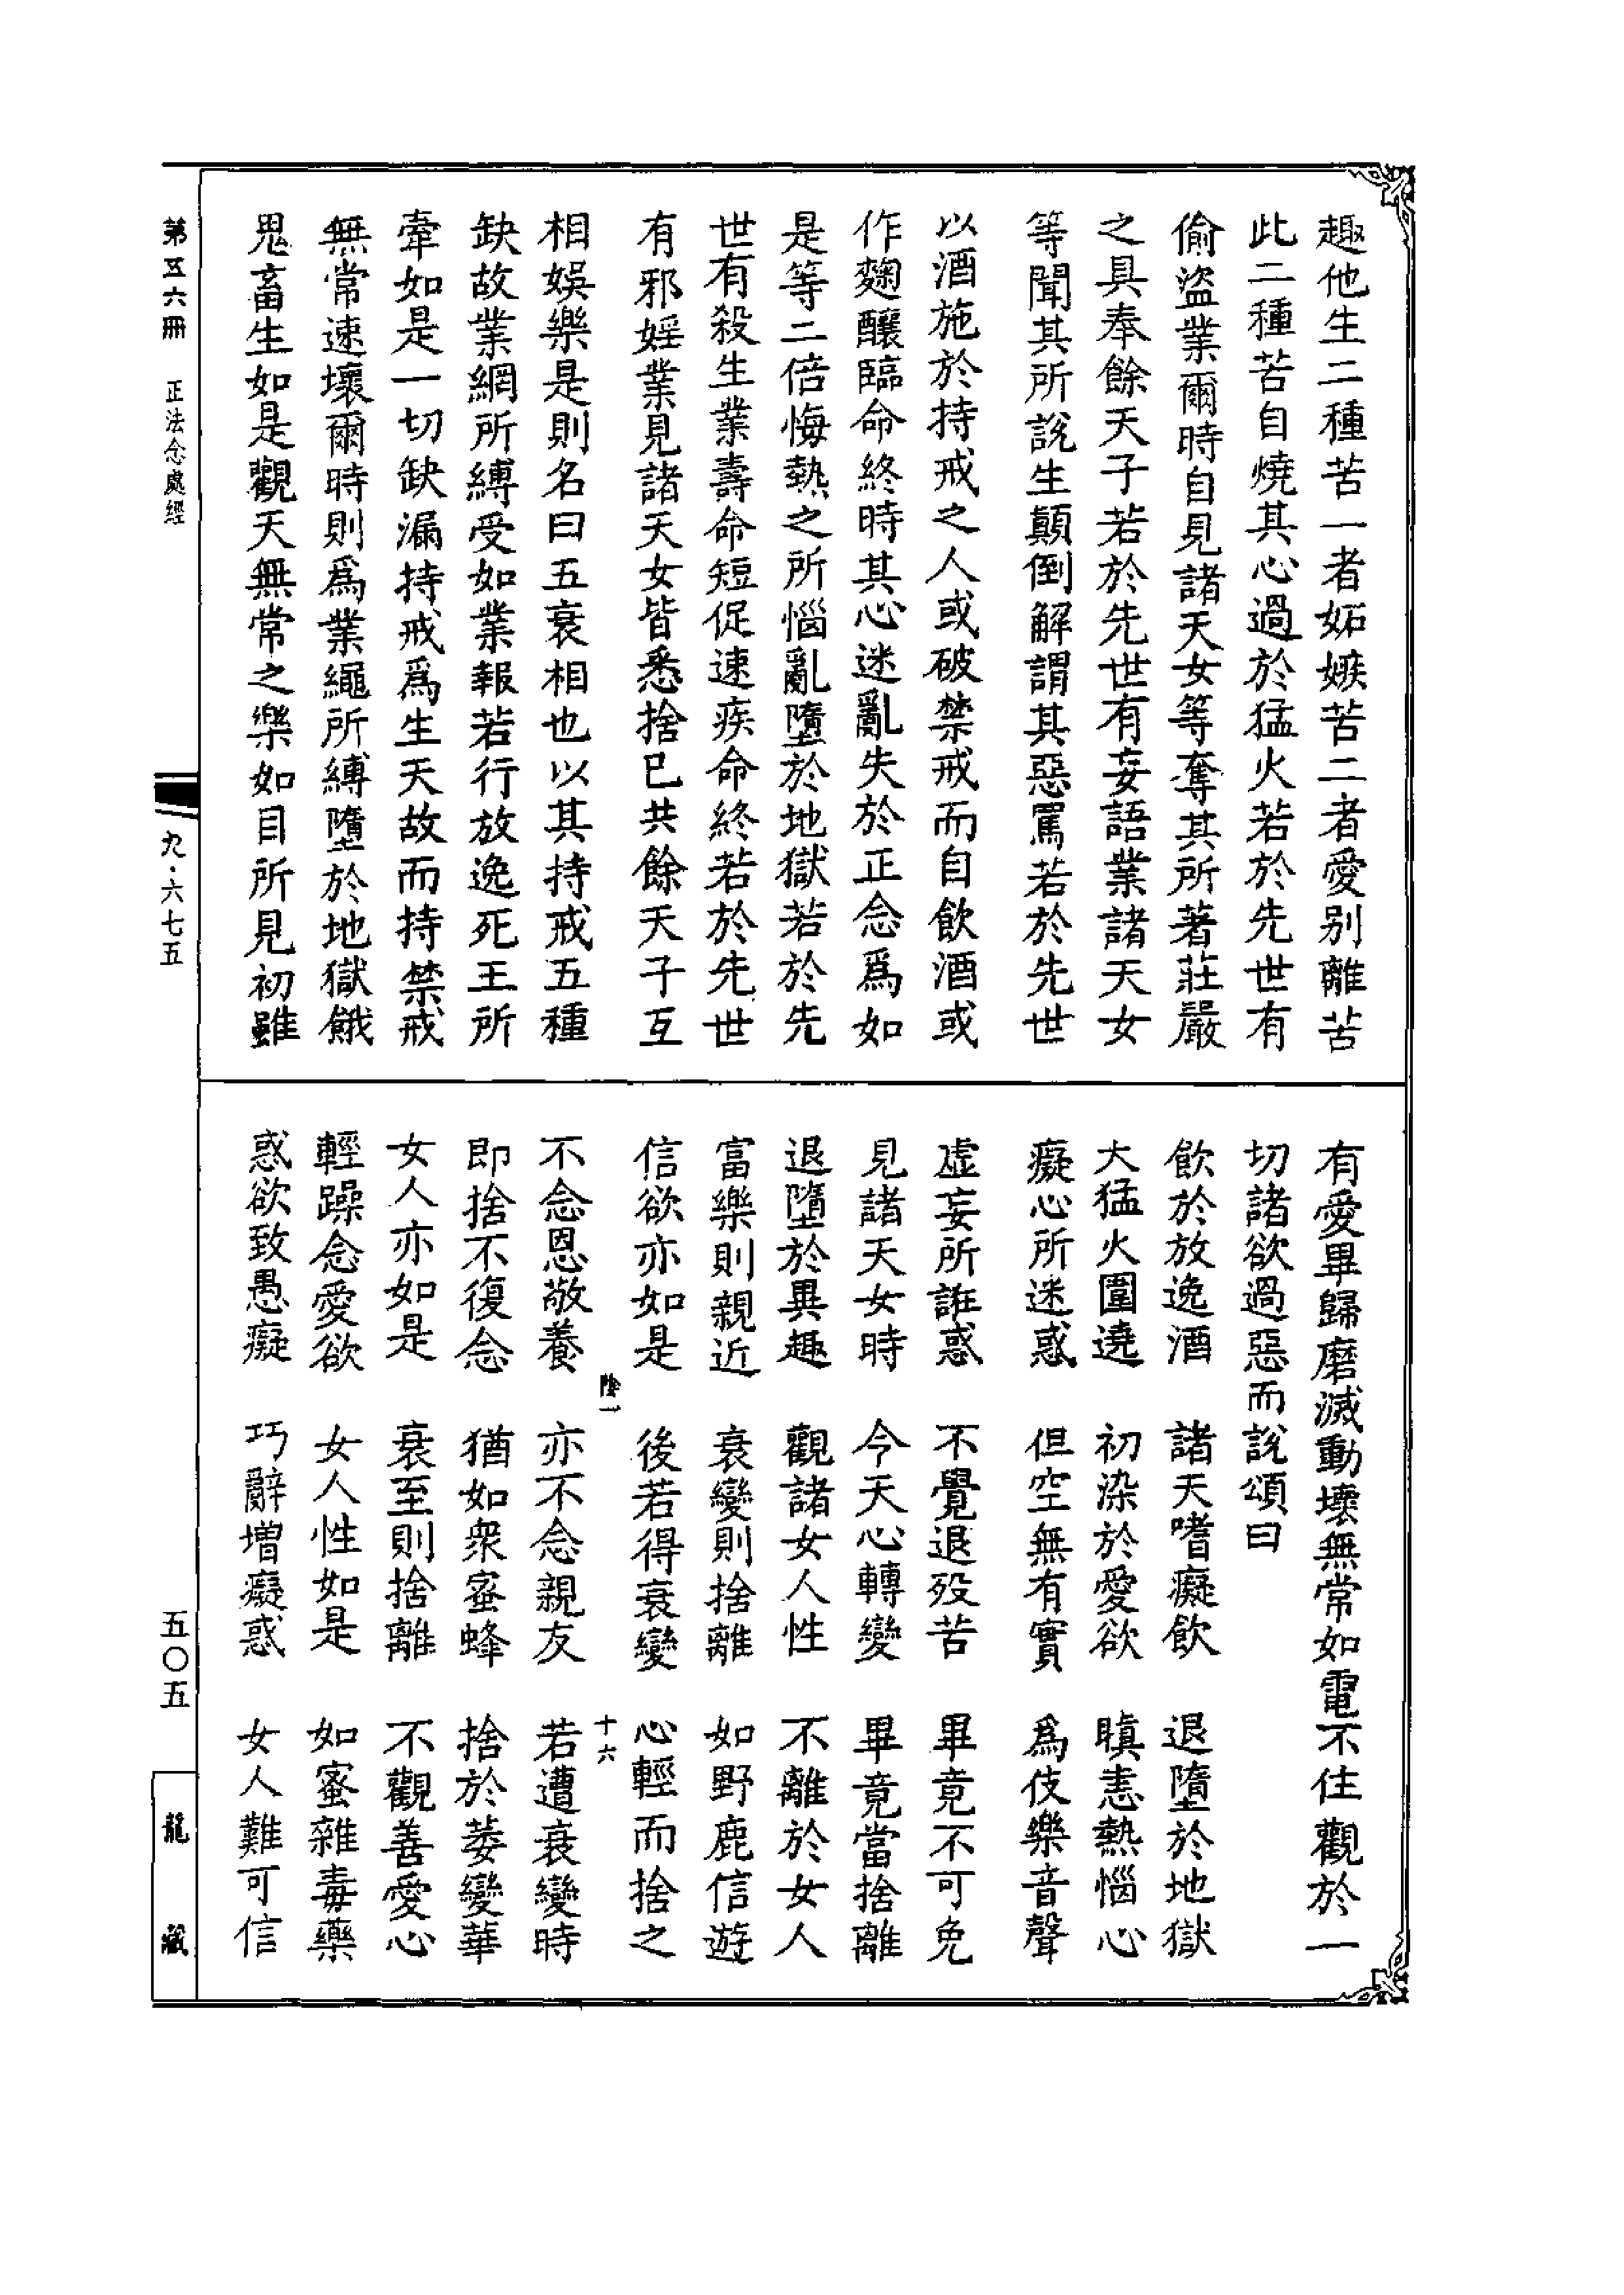 趣他生二種苦一者妬嫉苦二者愛别離苦
此二種苦自燒其心過於猛火若於先世有
偷盜業爾時自見諸天女等奪其所著莊嚴
之具奉餘天子若於先世有妄語業諸天女
等聞其所說生顛倒解謂其惡罵若於先世
以酒施於持戒之人或破禁戒而自飲酒或
作麴釀臨命終時其心迷亂失於正念爲如
是等二倍悔熱之所惱亂墮於地獄若於先
世有殺生業壽命短促速疾命終若於先世
有邪婬業見諸天女皆悉捨已共餘天子互
相娛樂是則名曰五衰相也以其持戒五種
缺故業網所縛受如業報若行放逸死王所
牽如是一切缺漏持戒爲生天故而持禁戒
無常速壞爾時則爲業繩所縛墮於地獄餓
鬼畜生如是觀天無常之樂如目所見初雖
有愛畢歸磨滅動壞無常如電不住觀於一
切諸欲過惡而說頌曰
飲於放逸酒　諸天嗜癡飲　退墮於地獄
大猛火圍遶　初染於愛欲　瞋恚熱惱心
癡心所迷惑　但空無有實　爲伎樂音聲
虛妄所誑惑　不覺退歿苦　畢竟不可免
見諸天女時　今天心轉變　畢竟當捨離
退墮於異趣　觀諸女人性　不離於女人
富樂則親近　衰變則捨離　如野鹿信遊
信欲亦如是　後若得衰變　心輕而捨之
陰一　十六
不念恩敬養　亦不念親友　若遭衰變時
即捨不復念　猶如衆蜜蜂　捨於萎變華
女人亦如是　衰至則捨離　不觀善愛心
輕躁念愛欲　女人性如是　如蜜雜毒藥
惑欲致愚癡　巧辭增癡惑　女人難可信
第五六冊　正法念處經
九·六七五
五〇五
龍藏